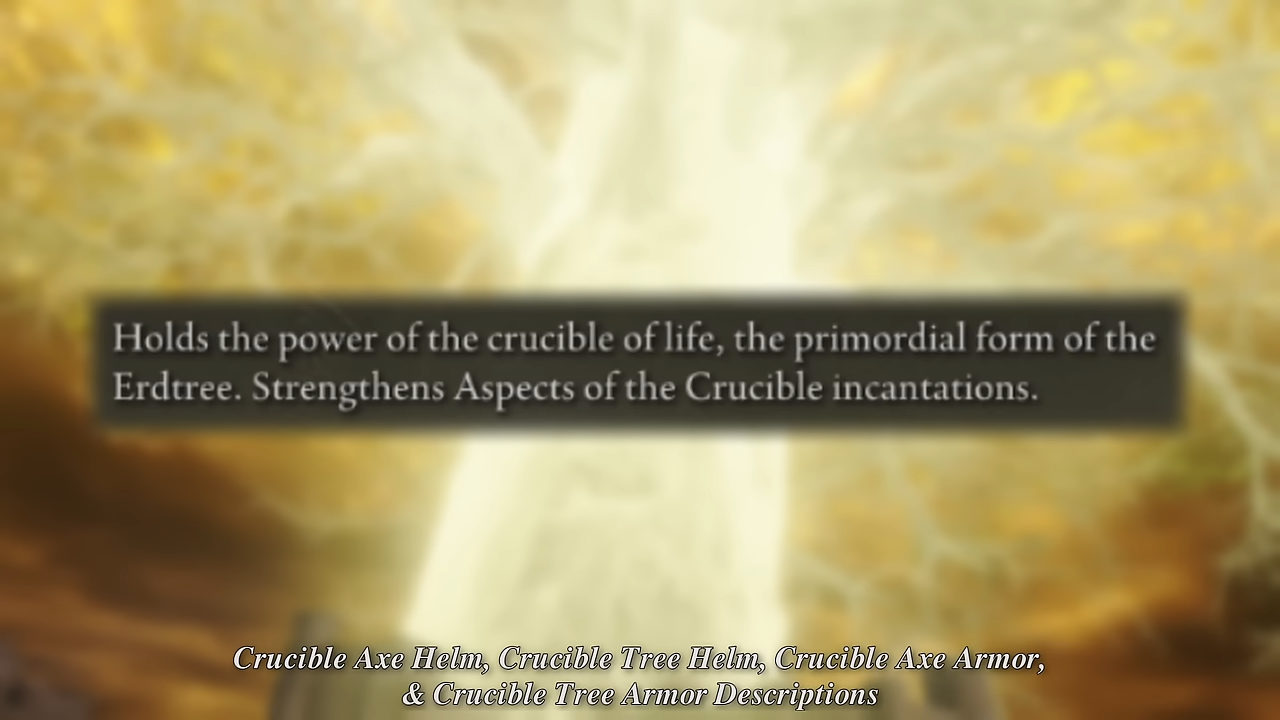 Holds the power of the crucible of life, the primordial form of the
Erdtree. Strengthens Aspects of the Crucible incantations.
Crucible Axe Helm, Crucible Tree Helm, Crucible Axe Armor,
& Crucible Tree Armor Descriptions